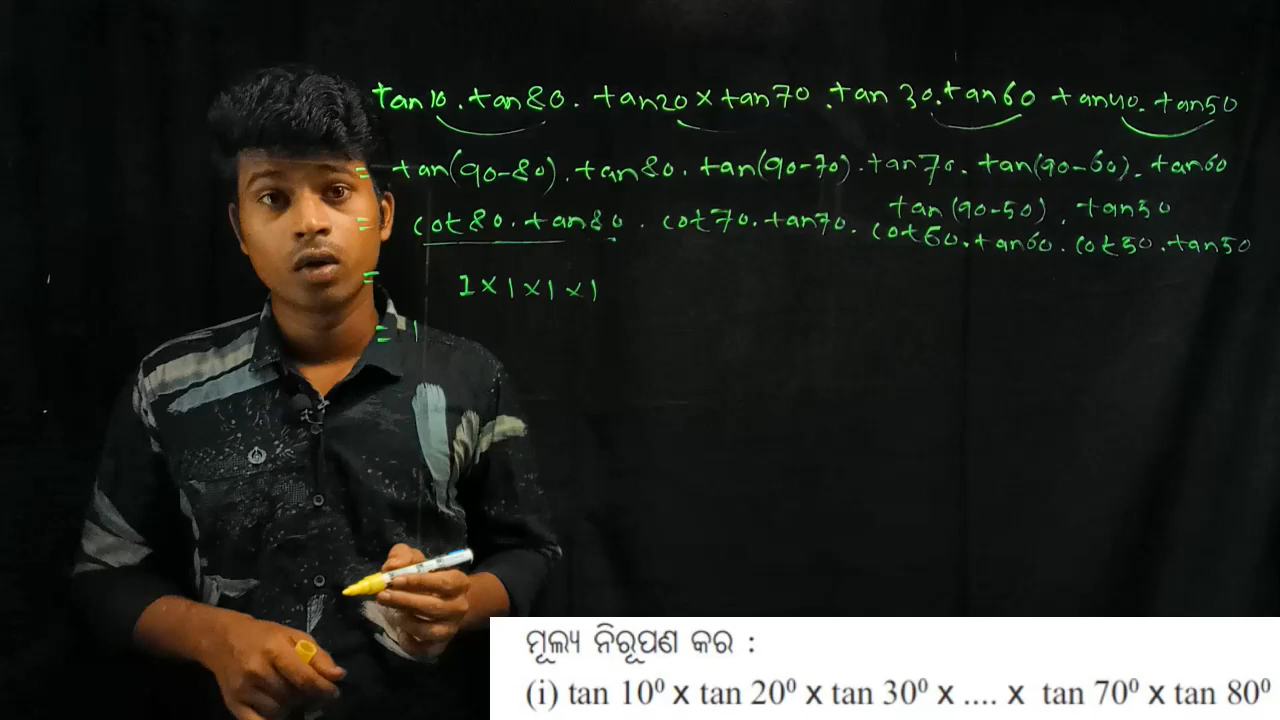 tan10 . tan80 . tan20 × tan70 . tan 30 . tan60 tan40 . tan50
= tan(90-80) . tan80 . tan(90-70) . tan70 . tan(90-60) . tan60
tan(90-50) . tan50
= cot80 . tan80 . cot70 . tan70 . cot60 . tan60 . cot50 . tan50
= 1 × 1 × 1 × 1
= 1
ମୂଲ୍ୟ ନିରୂପଣ କର :
(i) tan 10⁰ x tan 20⁰ x tan 30⁰ x .... x tan 70⁰ x tan 80⁰